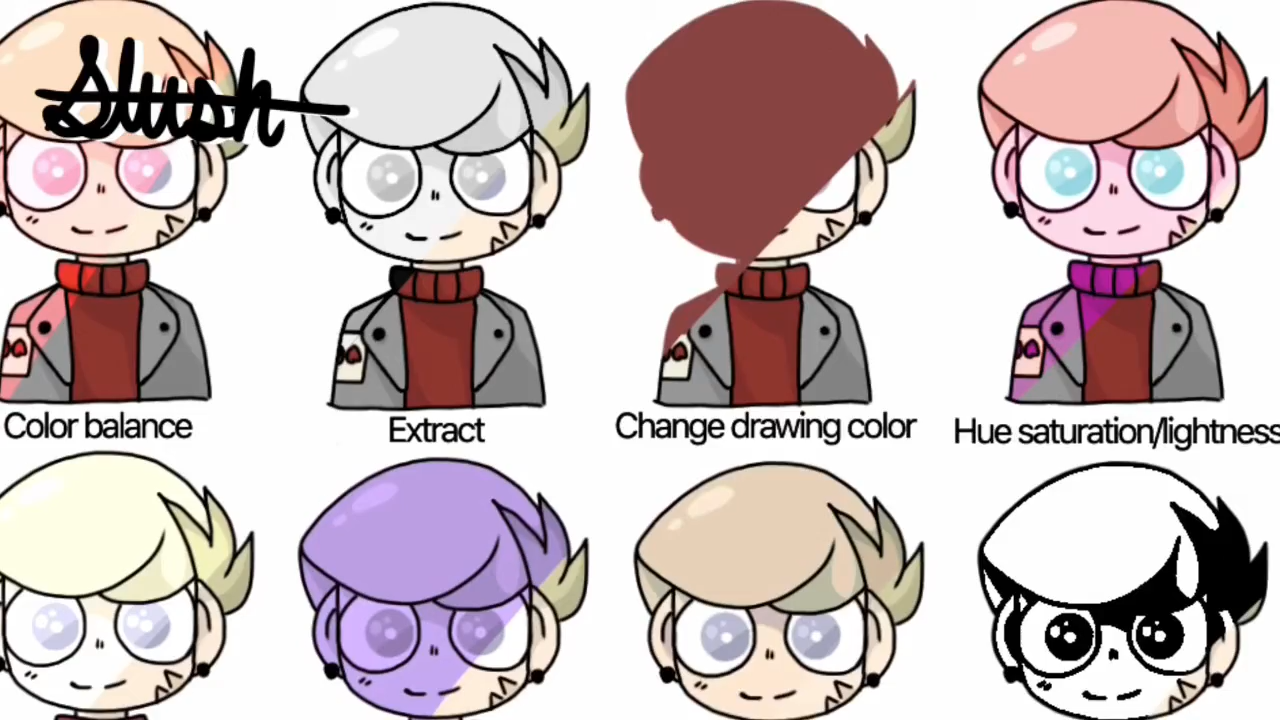 Slush
Color balance
Extract
Change drawing color
Hue saturation/lightness